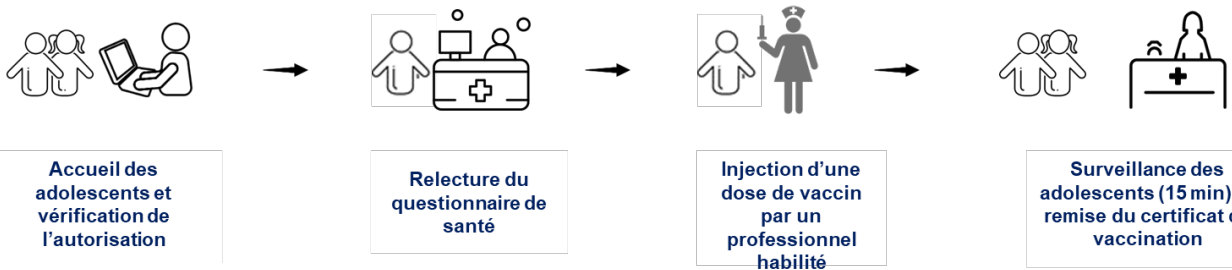 Accueil des
adolescents et
vérification de
l'autorisation
Relecture du
questionnaire de
santé
Injection d'une
dose de vaccin
par un
professionnel
habilité
Surveillance des
adolescents (15 min)
remise du certificat
vaccination